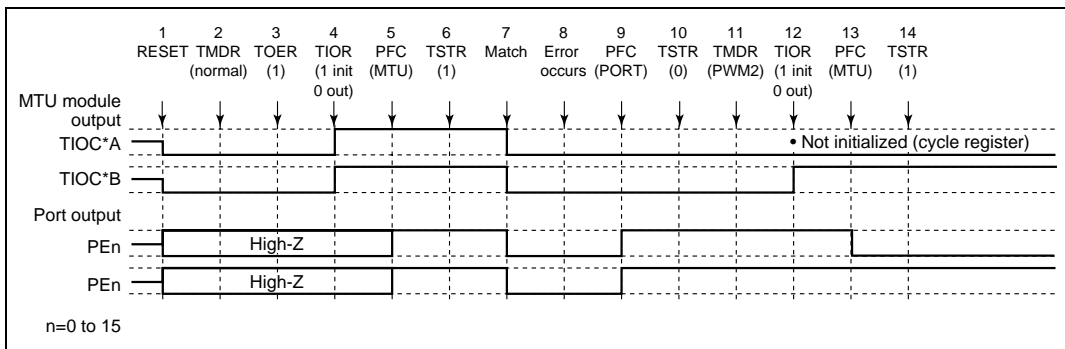 1 2 3 4 5 6 7 8 9 10 11 12 13 14
RESET TMDR TOER TIOR PFC TSTR Match Error PFC TSTR TMDR TIOR PFC TSTR
(normal) (1) (1 init (MTU) (1) occurs (PORT) (0) (PWM2) (1 init (MTU) (1)
0 out) 0 out)
MTU module
output
TIOC*A
• Not initialized (cycle register)
TIOC*B
Port output
PEn
High-Z
PEn
High-Z
n=0 to 15